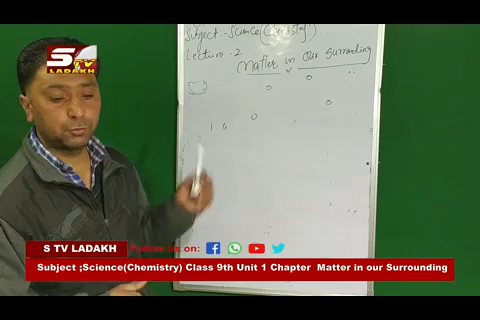 Subject :- Science (Chemistry)
S TV
LADAKH
Lecture - 2
Matter in our Surronding
S TV LADAKH
Follow Us on:
Subject ;Science(Chemistry) Class 9th Unit 1 Chapter Matter in our Surrounding